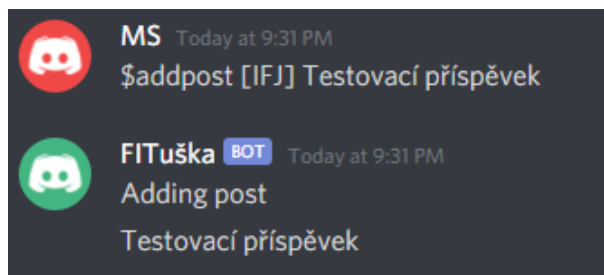 MS Today at 9:31 PM
$addpost [IFJ] Testovací příspěvek
FITuška BOT Today at 9:31 PM
Adding post
Testovací příspěvek